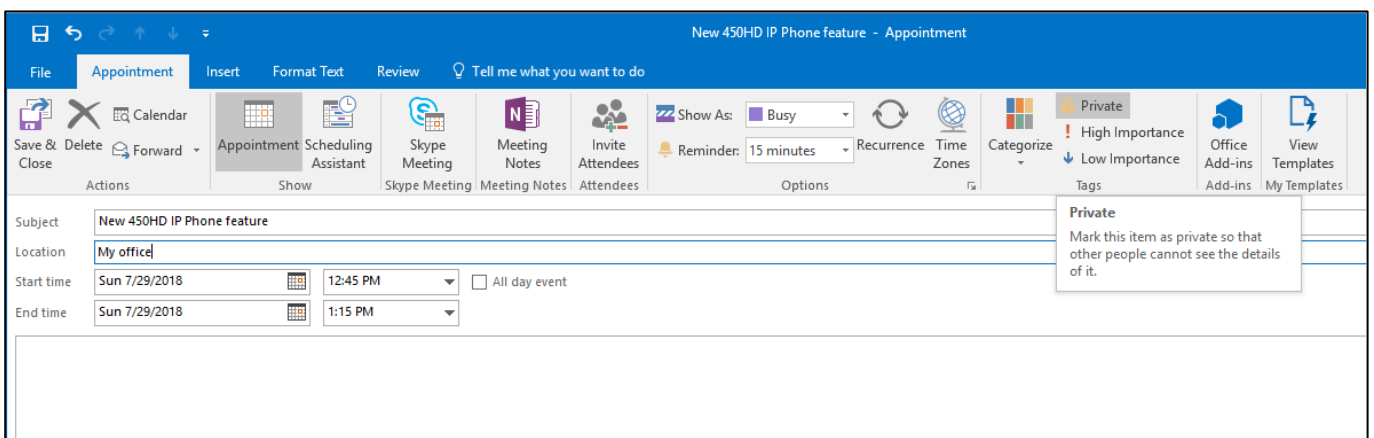 New 450HD IP Phone feature - Appointment
File Appointment Insert Format Text Review Tell me what you want to do
Save & Close
Delete
Calendar
Forward
Actions
Appointment
Scheduling Assistant
Show
Skype Meeting
Skype Meeting
Meeting Notes
Meeting Notes
Invite Attendees
Attendees
Show As: Busy
Reminder: 15 minutes
Recurrence
Time Zones
Options
Categorize
Private
High Importance
Low Importance
Tags
Office Add-ins
Add-ins
View Templates
My Templates
Subject New 450HD IP Phone feature
Location My office
Start time Sun 7/29/2018 12:45 PM All day event
End time Sun 7/29/2018 1:15 PM
Private
Mark this item as private so that
other people cannot see the details
of it.